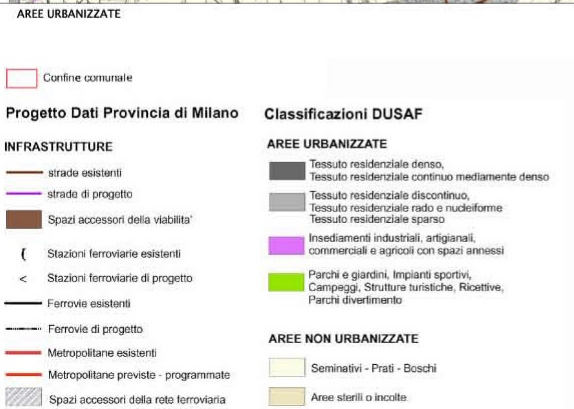 AREE URBANIZZATE
Confine comunale
Progetto Dati Provincia di Milano
INFRASTRUTTURE
strade esistenti
strade di progetto
Spazi accessori della viabilita'
Stazioni ferroviarie esistenti
Stazioni ferroviarie di progetto
Ferrovie esistenti
Ferrovie di progetto
Metropolitane esistenti
Metropolitane previste - programmate
Spazi accessori della rete ferroviaria
Classificazioni DUSAF
AREE URBANIZZATE
Tessuto residenziale denso,
Tessuto residenziale continuo mediamente denso
Tessuto residenziale discontinuo,
Tessuto residenziale rado e nucleiforme
Tessuto residenziale sparso
Insediamenti industriali, artigianali,
commerciali e agricoli con spazi annessi
Parchi e giardini, Impianti sportivi,
Campeggi, Strutture turistiche, Ricettive,
Parchi divertimento
AREE NON URBANIZZATE
Seminativi - Prati - Boschi
Aree sterili o incolte